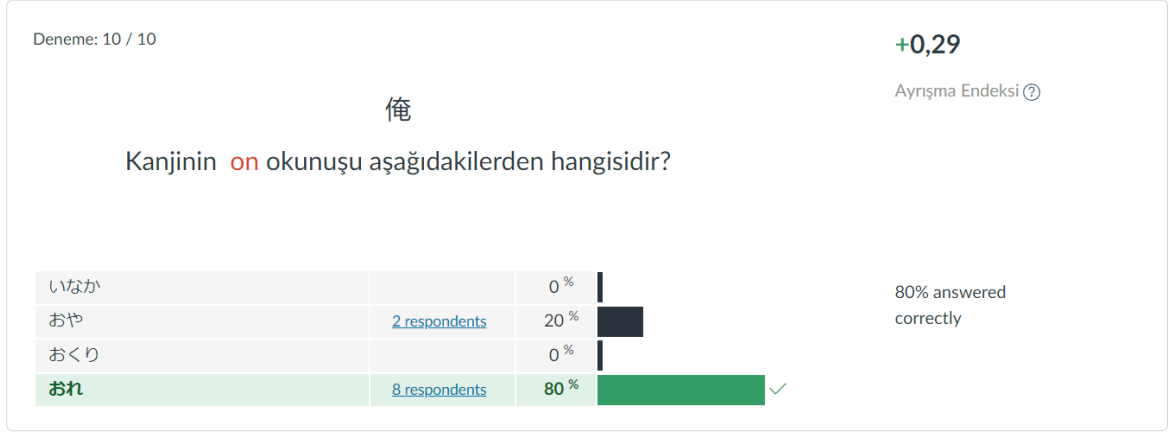 Deneme: 10 / 10
+0,29
Ayrışma Endeksi ?
俺
Kanjinin on okunuşu aşağıdakilerden hangisidir?
いなか 0 %
おや 2 respondents 20 %
おくり 0 %
おれ 8 respondents 80 %
80% answered
correctly